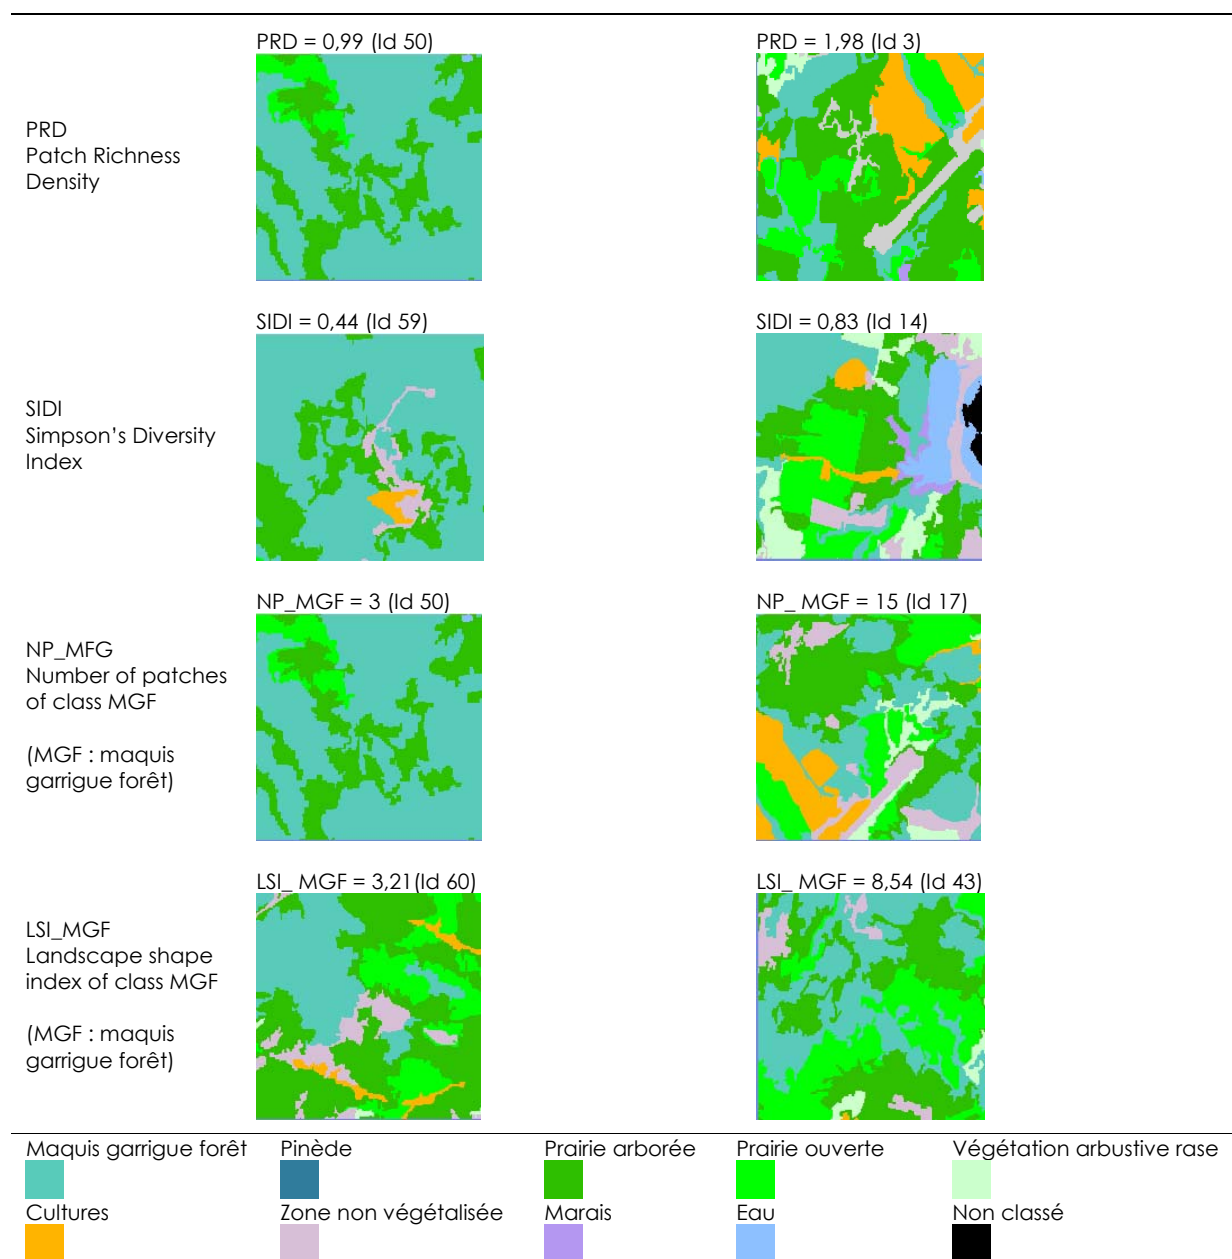 PRD = 0,99 (Id 50)
PRD = 1,98 (Id 3)
PRD
Patch Richness
Density
SIDI = 0,44 (Id 59)
SIDI = 0,83 (Id 14)
SIDI
Simpson’s Diversity
Index
NP_MGF = 3 (Id 50)
NP_ MGF = 15 (Id 17)
NP_MFG
Number of patches
of class MGF
(MGF : maquis
garrigue forêt)
LSI_ MGF = 3,21(Id 60)
LSI_ MGF = 8,54 (Id 43)
LSI_MGF
Landscape shape
index of class MGF
(MGF : maquis
garrigue forêt)
Maquis garrigue forêt
Pinède
Prairie arborée
Prairie ouverte
Végétation arbustive rase
Cultures
Zone non végétalisée
Marais
Eau
Non classé